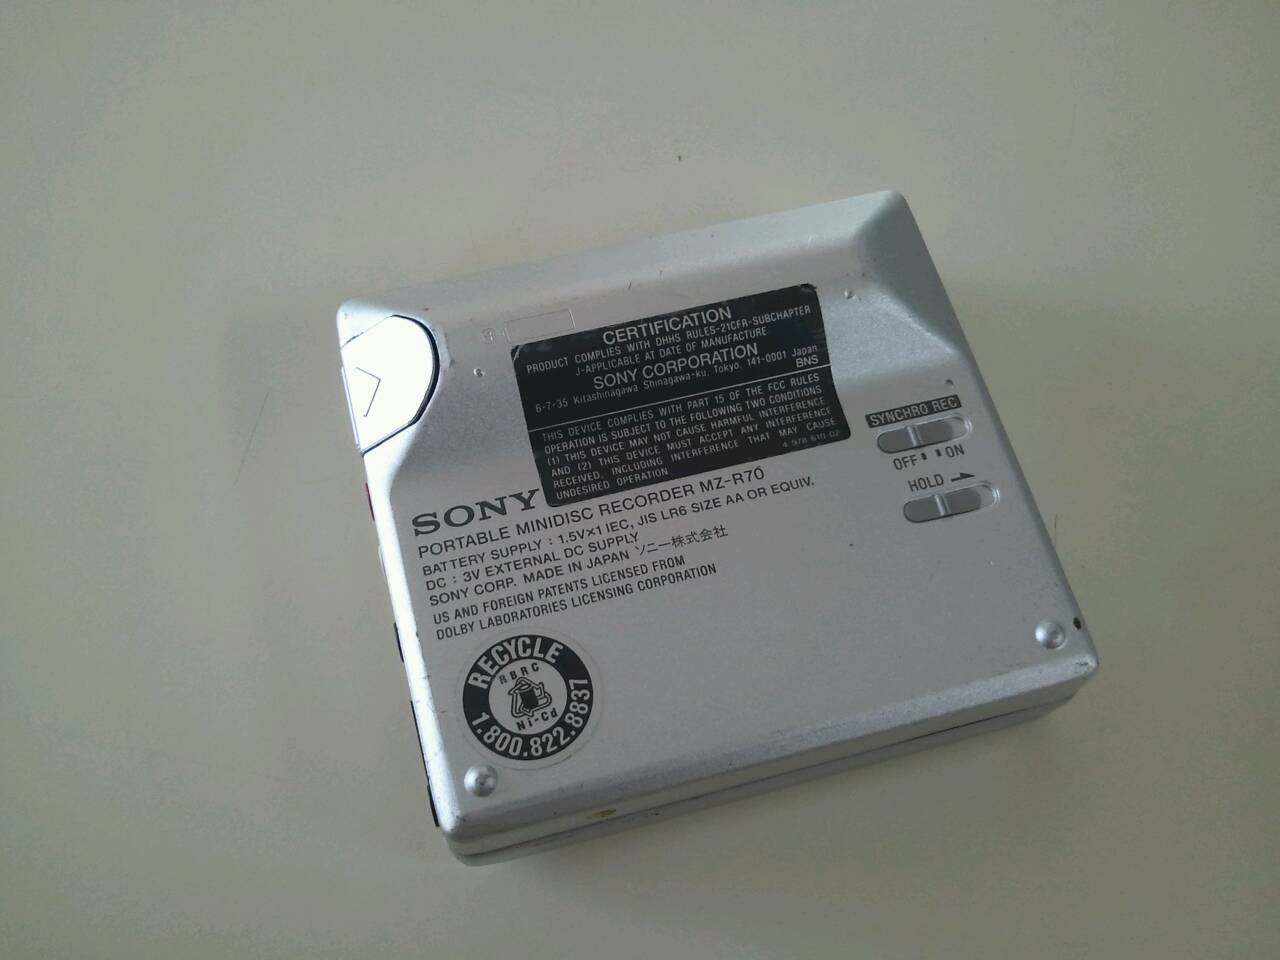 CERTIFICATION
PRODUCT COMPLIES WITH DHHS RULES-21CFR-SUBCHAPTER
J-APPLICABLE AT DATE OF MANUFACTURE
SONY CORPORATION
6-7-35 Kitashinagawa Shinagawa-ku, Tokyo, 141-0001 Japan
BNS
THIS DEVICE COMPLIES WITH PART 15 OF THE FCC RULES
OPERATION IS SUBJECT TO THE FOLLOWING TWO CONDITIONS
(1) THIS DEVICE MAY NOT CAUSE HARMFUL INTERFERENCE
AND (2) THIS DEVICE MUST ACCEPT ANY INTERFERENCE
RECEIVED, INCLUDING INTERFERENCE THAT MAY CAUSE
UNDESIRED OPERATION
4 978 610 02
SYNCHRO REC
OFF ON
HOLD
SONY
PORTABLE MINIDISC RECORDER MZ-R70
BATTERY SUPPLY : 1.5V×1 IEC, JIS LR6 SIZE AA OR EQUIV.
DC : 3V EXTERNAL DC SUPPLY
SONY CORP. MADE IN JAPAN ソニー株式会社
US AND FOREIGN PATENTS LICENSED FROM
DOLBY LABORATORIES LICENSING CORPORATION
RECYCLE
RBRC
Ni-Cd
1.800.822.8837